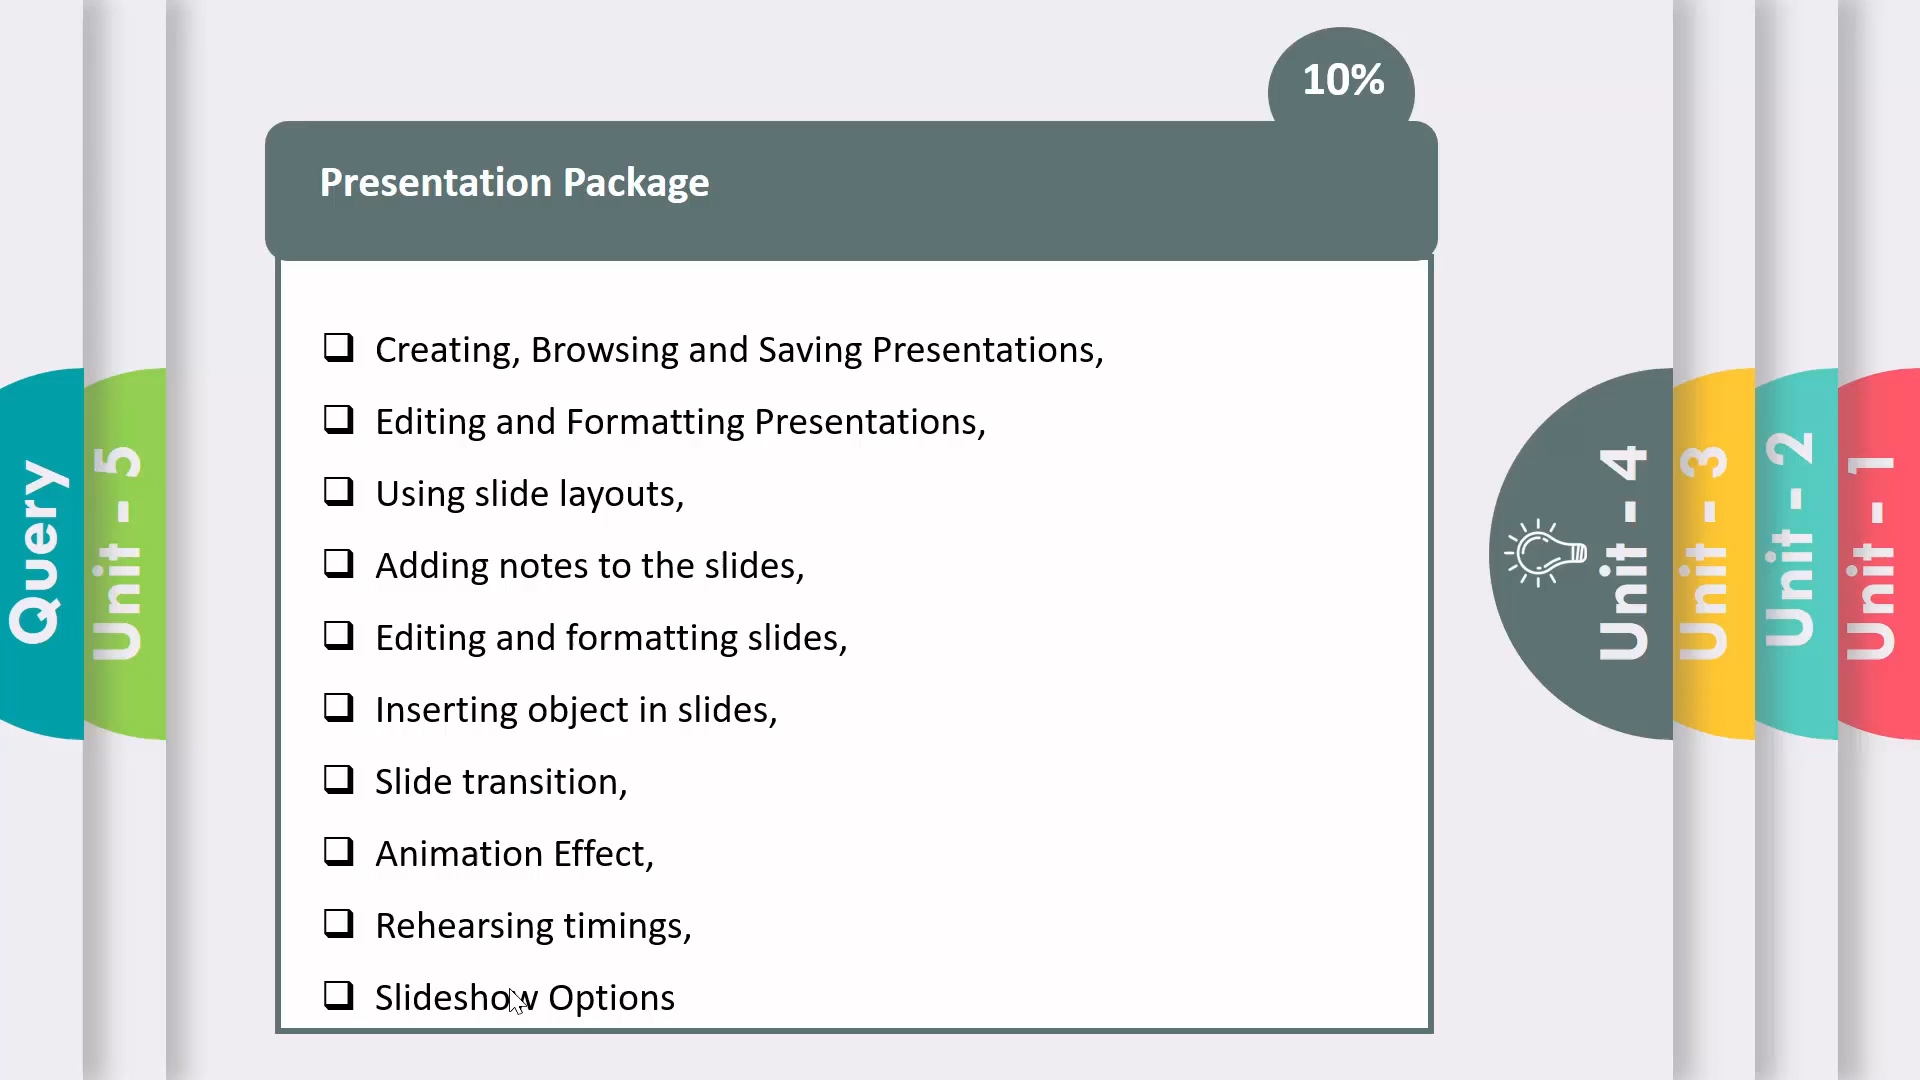 10%
Presentation Package
Creating, Browsing and Saving Presentations,
Editing and Formatting Presentations,
Using slide layouts,
Adding notes to the slides,
Editing and formatting slides,
Inserting object in slides,
Slide transition,
Animation Effect,
Rehearsing timings,
Slideshow Options
Query
Unit - 5
Unit - 4
Unit - 3
Unit - 2
Unit - 1